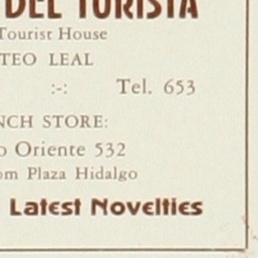 DEL TURISTA
Tourist House
TEO LEAL
:-: Tel. 653
NCH STORE:
o Oriente 532
om Plaza Hidalgo
Latest Novelties